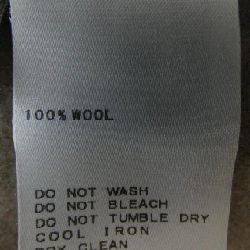 100% WOOL
DO NOT WASH
DO NOT BLEACH
DO NOT TUMBLE DRY
COOL IRON
DRY CLEAN